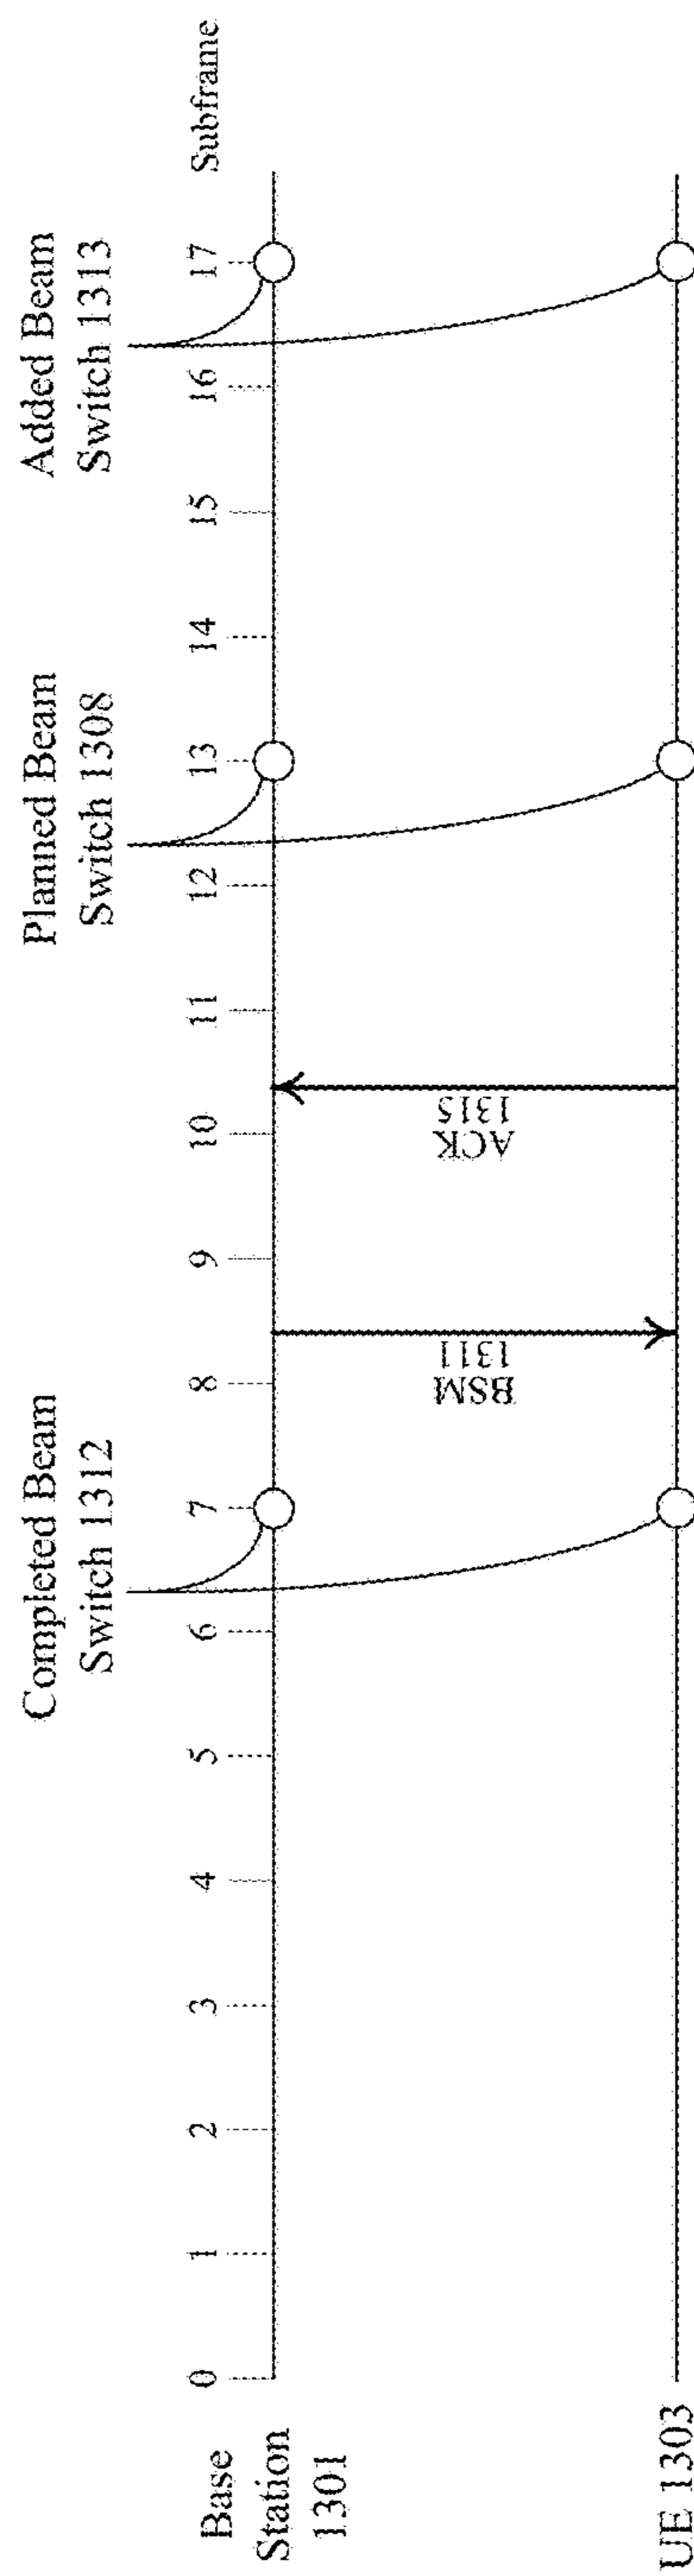 Completed Beam
Switch 1312
Planned Beam
Switch 1308
Added Beam
Switch 1313
0
1
2
3
4
5
6
7
8
9
10
11
12
13
14
15
16
17
Subframe
Base
Station
1301
BSM
1311
ACK
1315
UE 1303